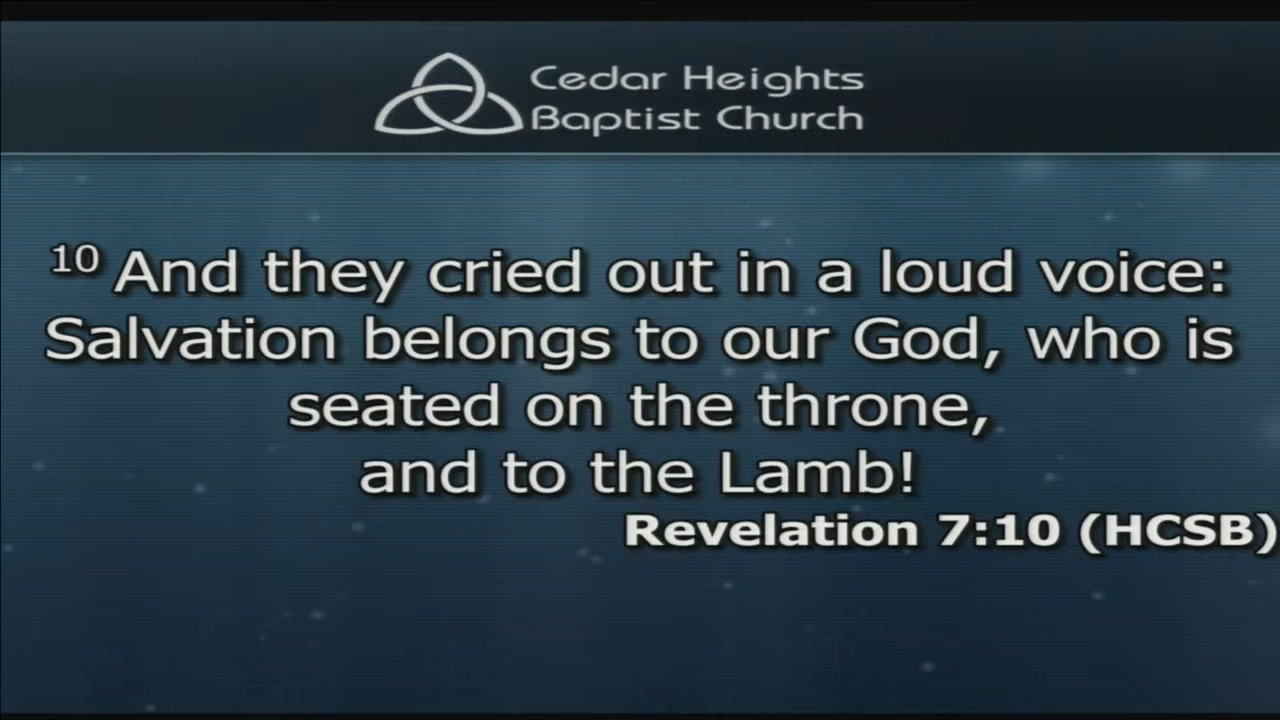 Cedar Heights
Baptist Church
10 And they cried out in a loud voice:
Salvation belongs to our God, who is
seated on the throne,
and to the Lamb!
Revelation 7:10 (HCSB)